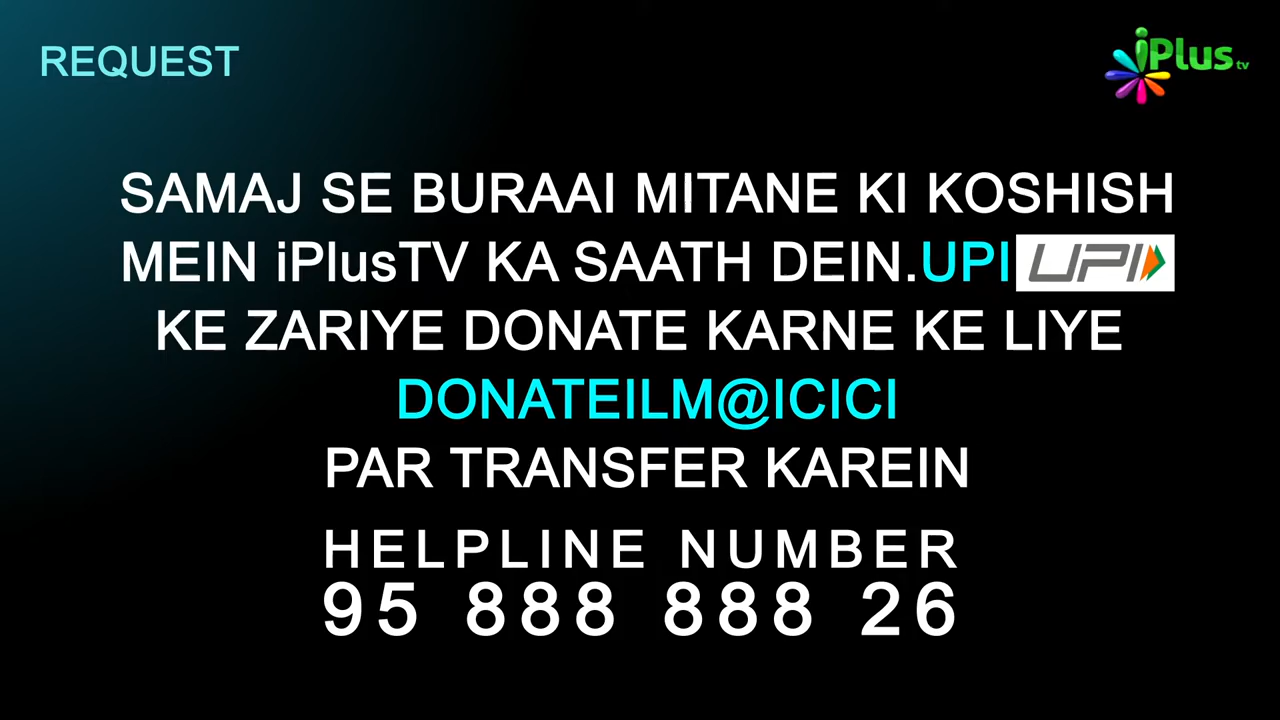 REQUEST
iPlus tv
SAMAJ SE BURAAI MITANE KI KOSHISH
MEIN iPlusTV KA SAATH DEIN.UPI UPI
KE ZARIYE DONATE KARNE KE LIYE
DONATEILM@ICICI
PAR TRANSFER KAREIN
HELPLINE NUMBER
95 888 888 26